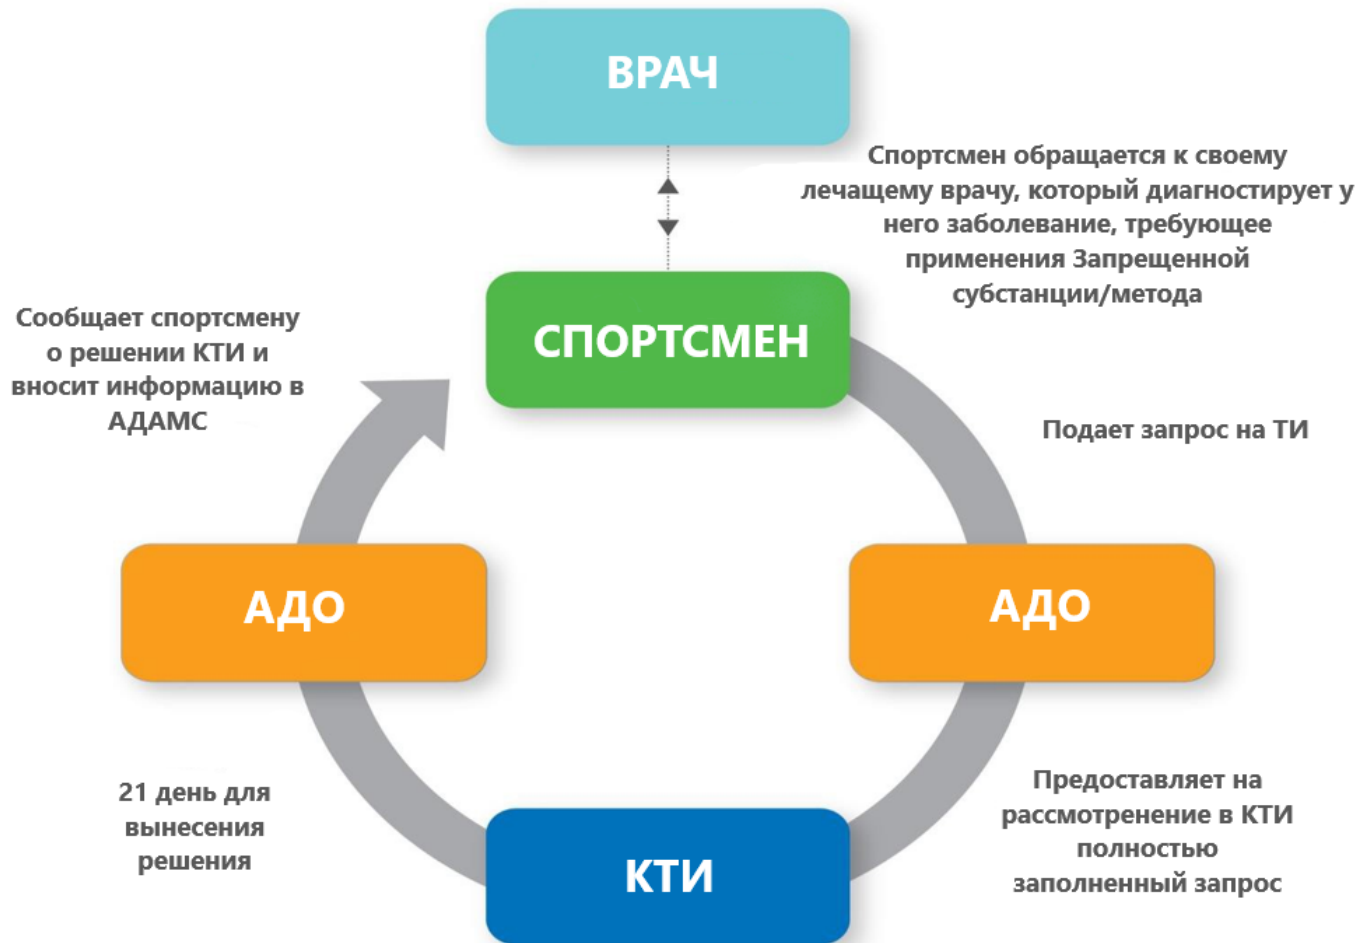 ВРАЧ
Спортсмен обращается к своему
лечащему врачу, который диагностирует у
него заболевание, требующее
применения Запрещенной
субстанции/метода
СПОРТСМЕН
Подает запрос на ТИ
АДО
Предоставляет на
рассмотренение в КТИ
полностью
заполненный запрос
КТИ
21 день для
вынесения
решения
АДО
Сообщает спортсмену
о решении КТИ и
вносит информацию в
АДАМС